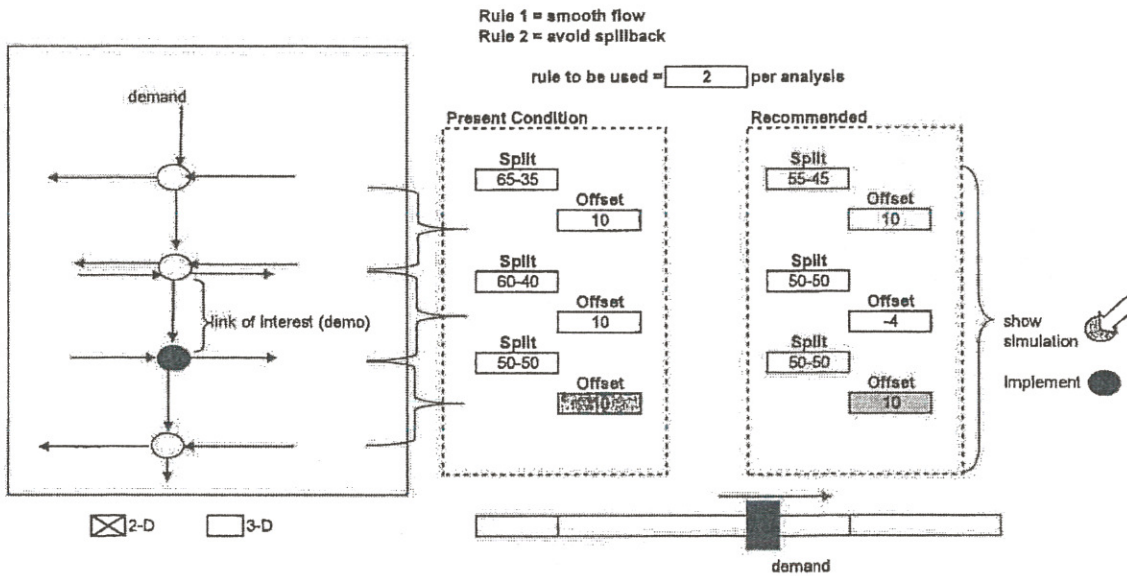 Rule 1 = smooth flow
Rule 2 = avoid spillback
rule to be used = 2 per analysis
demand
link of interest (demo)
2-D
3-D
Present Condition
Split
65-35
Offset
10
Split
60-40
Offset
10
Split
50-50
Offset
10
Recommended
Split
55-45
Offset
10
Split
50-50
Offset
-4
Split
50-50
Offset
10
show
simulation
Implement
demand